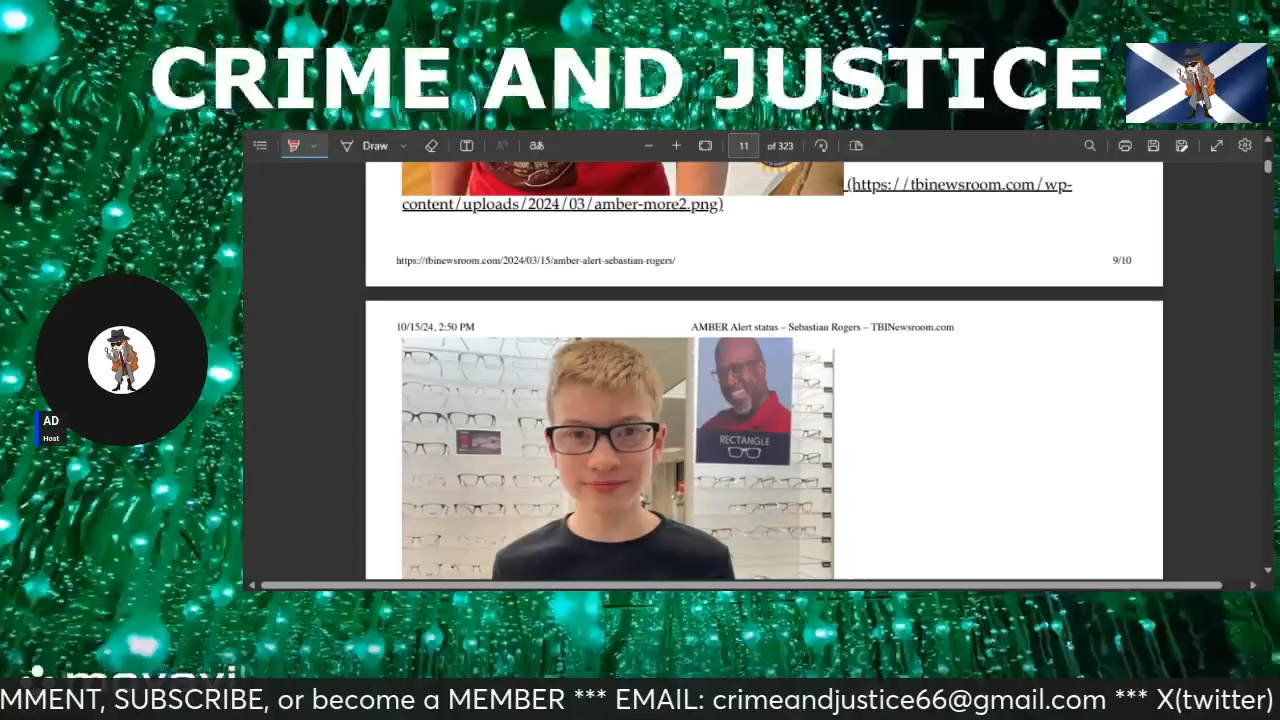 CRIME AND JUSTICE
Draw
11 of 323
(https://tbinewsroom.com/wp-
content/uploads/2024/03/amber-more2.png)
https://tbinewsroom.com/2024/03/15/amber-alert-sebastian-rogers/ 9/10
10/15/24, 2:50 PM AMBER Alert status – Sebastian Rogers – TBINewsroom.com
RECTANGLE
AD
Host
movavi
MMENT, SUBSCRIBE, or become a MEMBER *** EMAIL: crimeandjustice66@gmail.com *** X(twitter)